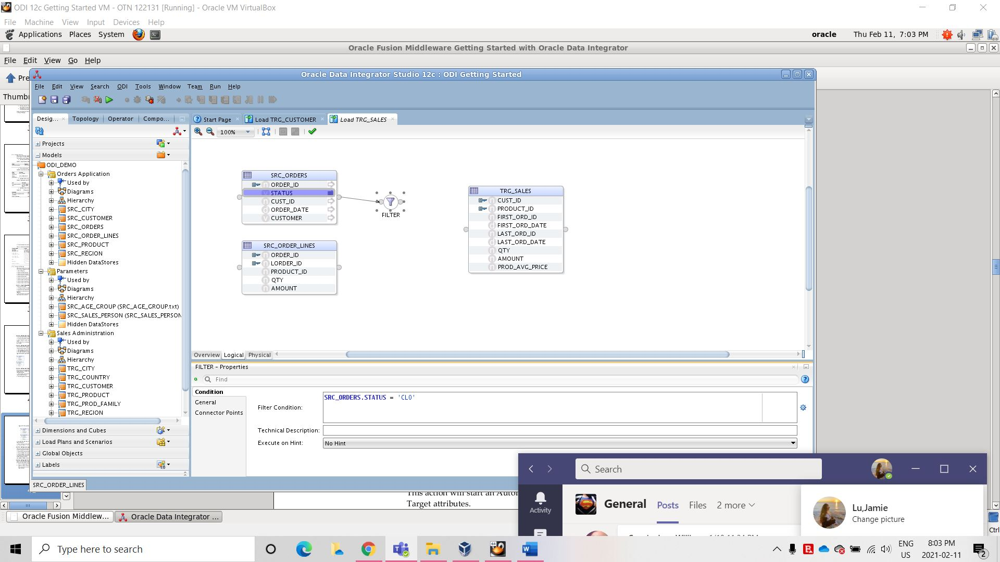 ODI 12c Getting Started VM - OTN 122131 [Running] - Oracle VM VirtualBox
File Machine View Input Devices Help
Applications Places System oracle Thu Feb 11, 7:03 PM
Oracle Fusion Middleware Getting Started with Oracle Data Integrator
File Edit View Go Help
Pre
Thumbn
Oracle Data Integrator Studio 12c : ODI Getting Started
File Edit View Search ODI Tools Window Team Run Help
Desig... Topology Operator Compo...
Start Page Load TRG_CUSTOMER Load TRG_SALES
100%
Projects
Models
ODI_DEMO
Orders Application
Used by
Diagrams
Hierarchy
SRC_CITY
SRC_CUSTOMER
SRC_ORDERS
SRC_ORDER_LINES
SRC_PRODUCT
SRC_REGION
Hidden DataStores
Parameters
Used by
Diagrams
Hierarchy
SRC_AGE_GROUP (SRC_AGE_GROUP.txt)
SRC_SALES_PERSON (SRC_SALES_PERSON
Hidden DataStores
Sales Administration
Used by
Diagrams
Hierarchy
TRG_CITY
TRG_COUNTRY
TRG_CUSTOMER
TRG_PRODUCT
TRG_PROD_FAMILY
TRG_REGION
Dimensions and Cubes
Load Plans and Scenarios
Global Objects
Labels
SRC_ORDER_LINES
SRC_ORDERS
ORDER_ID
STATUS
CUST_ID
ORDER_DATE
CUSTOMER
FILTER
SRC_ORDER_LINES
ORDER_ID
LORDER_ID
PRODUCT_ID
QTY
AMOUNT
TRG_SALES
CUST_ID
PRODUCT_ID
FIRST_ORD_ID
FIRST_ORD_DATE
LAST_ORD_ID
LAST_ORD_DATE
QTY
AMOUNT
PROD_AVG_PRICE
Overview Logical Physical
FILTER - Properties
Find
Condition
General
Connector Points
Filter Condition: SRC_ORDERS.STATUS = 'CLO'
Technical Description:
Execute on Hint: No Hint
This action will start an Auto
Target attributes.
Search
Activity
General Posts Files 2 more
Lu,Jamie
Change picture
Oracle Fusion Middlew... Oracle Data Integrator ...
Ctrl
Type here to search
64
ENG
US
8:03 PM
2021-02-11
2